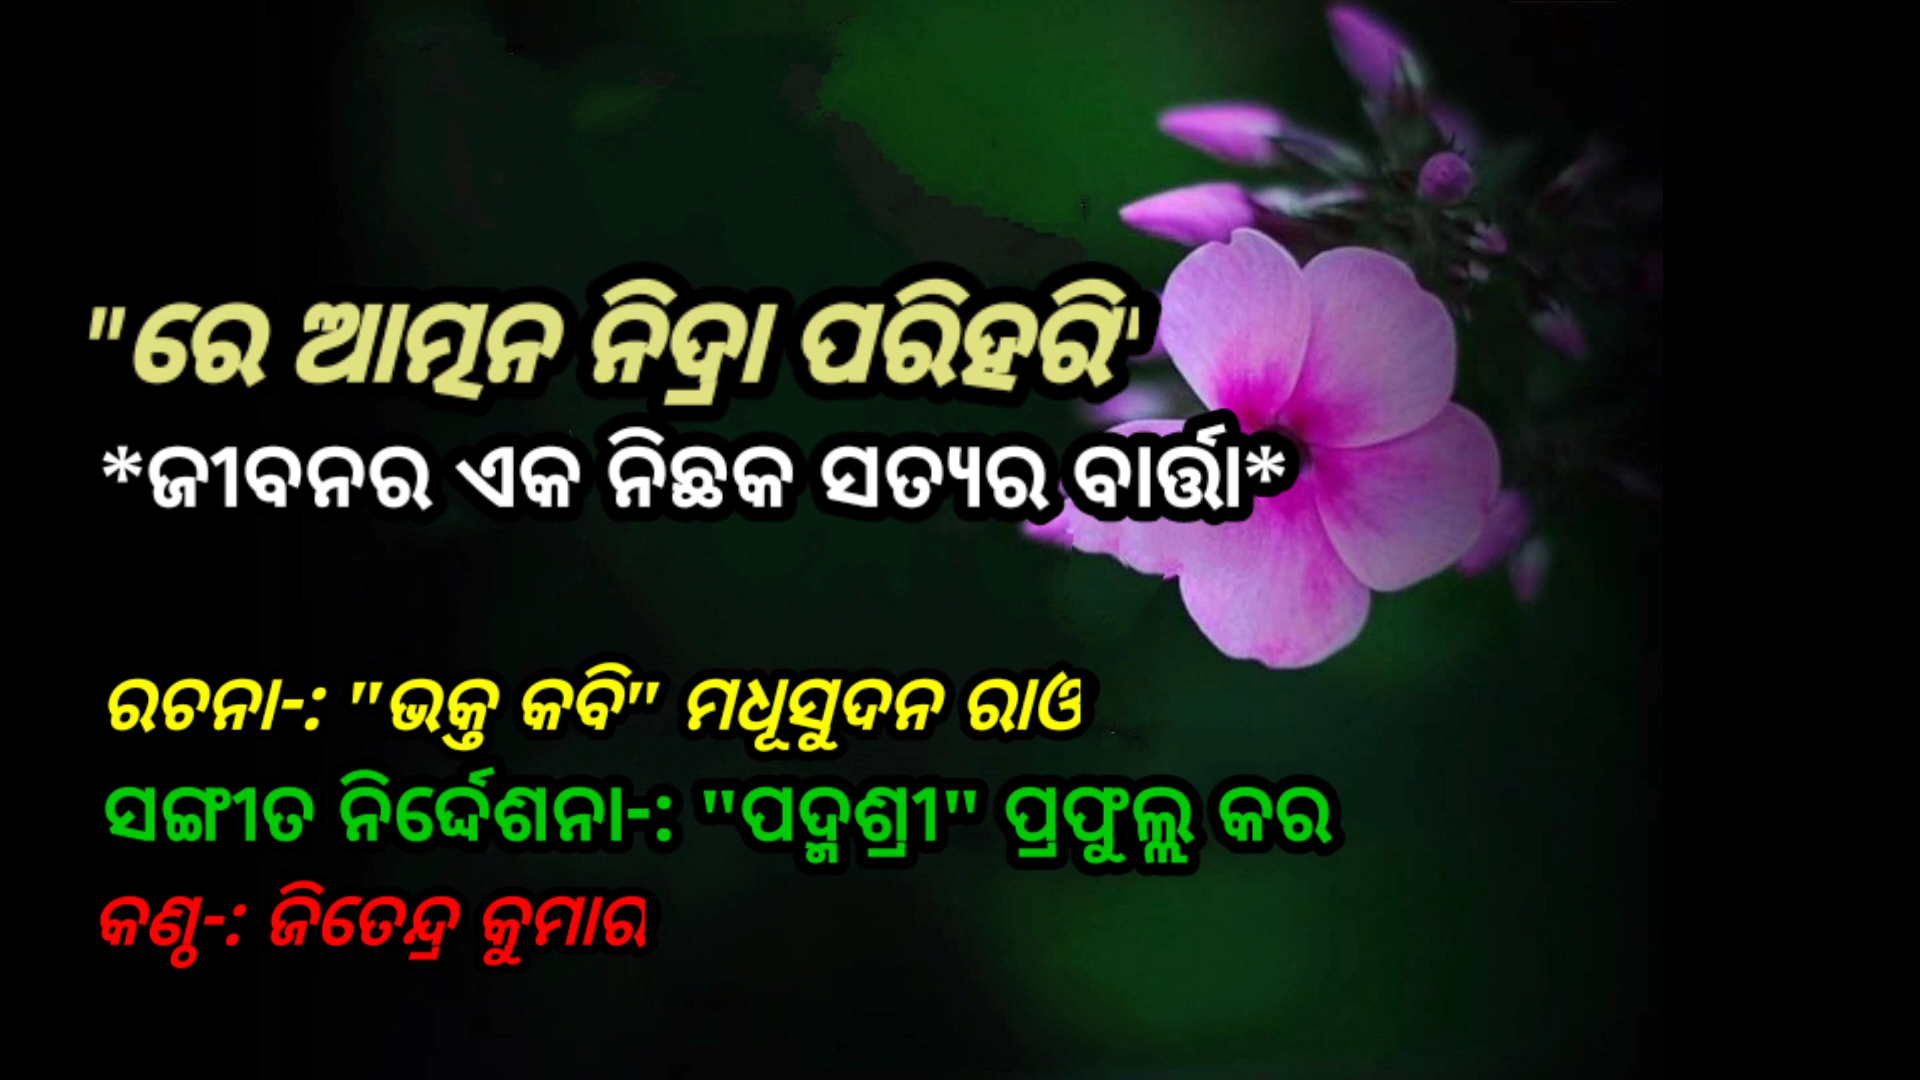 "ରେ ଆତ୍ମନ ନିଦ୍ରା ପରିହରି"
*ଜୀବନର ଏକ ନିଛକ ସତ୍ୟର ବାର୍ତ୍ତା*
ରଚନା-: "ଭକ୍ତ କବି" ମଧୂସୁଦନ ରାଓ
ସଙ୍ଗୀତ ନିର୍ଦ୍ଦେଶନା-: "ପଦ୍ମଶ୍ରୀ" ପ୍ରଫୁଲ୍ଲ କର
କଣ୍ଠ-: ଜିତେନ୍ଦ୍ର କୁମାର